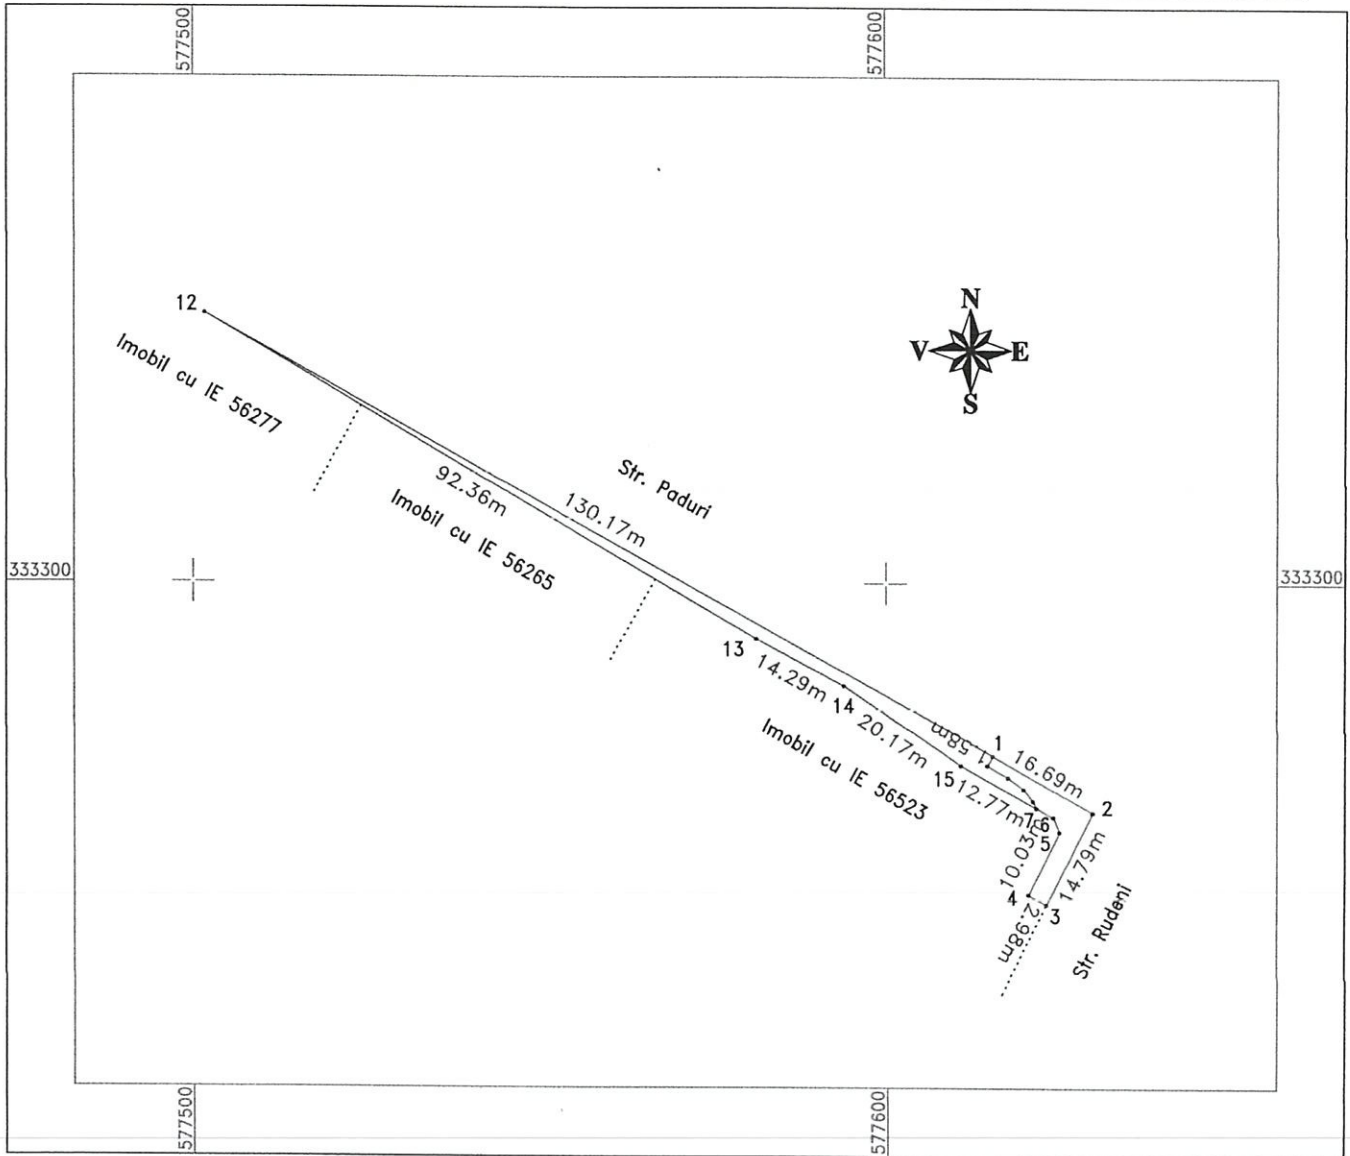 577500
577600
N
V E
S
12
Imobil cu IE 56277
Str. Paduri
92.36m
130.17m
Imobil cu IE 56265
333300
333300
13
14.29m
14
20.17m
Imobil cu IE 56523
1.58m
1
16.69m
2
15
12.77m
7
6
5
10.03m
14.79m
4
3
2.98m
Str. Rudeni
577500
577600